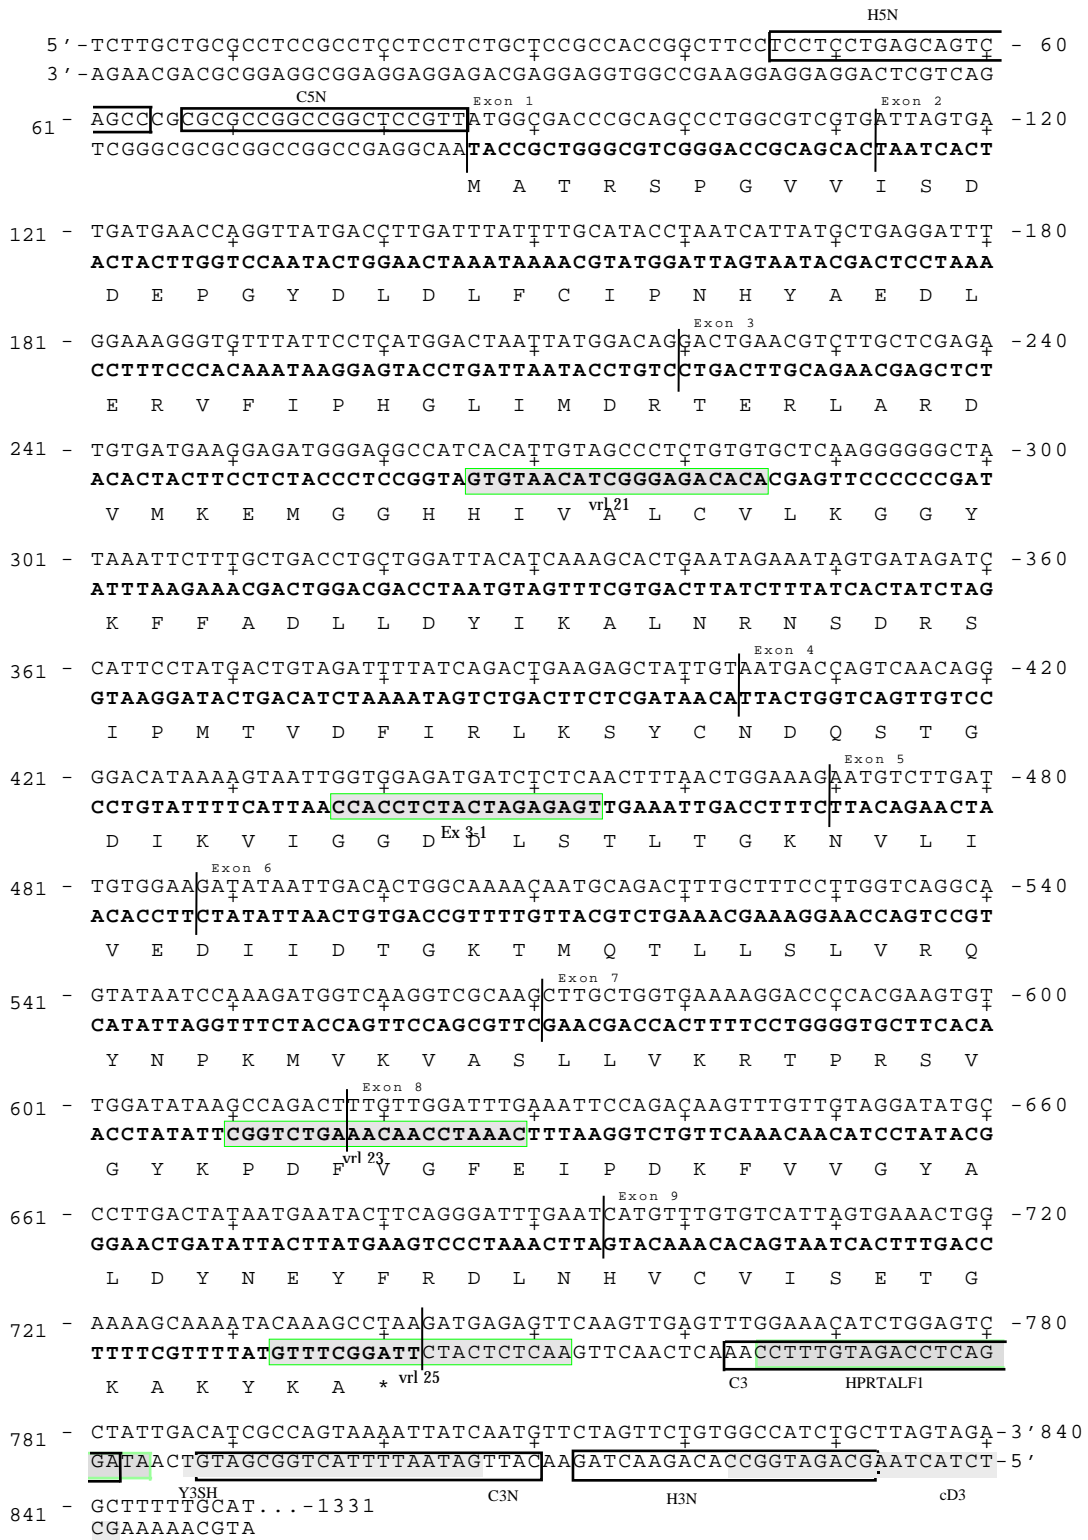 H5N
5'-TCTTGCTGCGCCTCCGCCTCCTCCTCTGCTCCGCCACCGGCTTCCTCCTCCTGAGCAGTC - 60
3'-AGAACGACGCGGAGGCGGAGGAGGAGACGAGGAGGTGGCCGAAGGAGGAGGACTCGTCAG
C5N Exon 1 Exon 2
61 - AGCCCGCGCGCCGGCCGGCTCCGTTATGGCGACCCGCAGCCCTGGCGTCGTGATTAGTGA -120
TCGGGCGCGCGGCCGGCCGAGGCAATACCGCTGGGCGTCGGGACCGCAGCACTAATCACT
M A T R S P G V V I S D
121 - TGATGAACCAGGTTATGACCTTGATTTATTTTGCATACCTAATCATTATGCTGAGGATTT -180
ACTACTTGGTCCAATACTGGAACTAAATAAAACGTATGGATTAGTAATACGACTCCTAAA
D E P G Y D L D L F C I P N H Y A E D L
Exon 3
181 - GGAAAGGGTGTTTATTCCTCATGGACTAATTATGGACAGGACTGAACGTCTTGCTCGAGA -240
CCTTTCCCACAAATAAGGAGTACCTGATTAATACCTGTCCTGACTTGCAGAACGAGCTCT
E R V F I P H G L I M D R T E R L A R D
241 - TGTGATGAAGGAGATGGGAGGCCATCACATTGTAGCCCTCTGTGTGCTCAAGGGGGGCTA -300
ACACTACTTCCTCTACCCTCCGGTAGTGTAACATCGGGAGACACACGAGTTCCCCCCGAT
vrl 21
V M K E M G G H H I V A L C V L K G G Y
301 - TAAATTCTTTGCTGACCTGCTGGATTACATCAAAGCACTGAATAGAAATAGTGATAGATC -360
ATTTAAGAAACGACTGGACGACCTAATGTAGTTTCGTGACTTATCTTTATCACTATCTAG
K F F A D L L D Y I K A L N R N S D R S
Exon 4
361 - CATTCCTATGACTGTAGATTTTATCAGACTGAAGAGCTATTGTAATGACCAGTCAACAGG -420
GTAAGGATACTGACATCTAAAATAGTCTGACTTCTCGATAACATTACTGGTCAGTTGTCC
I P M T V D F I R L K S Y C N D Q S T G
Exon 5
421 - GGACATAAAAGTAATTGGTGGAGATGATCTCTCAACTTTAACTGGAAAGAATGTCTTGAT -480
CCTGTATTTTCATTAACCACCTCTACTAGAGAGTTGAAATTGACCTTTCTTACAGAACTA
Ex 3-1
D I K V I G G D D L S T L T G K N V L I
Exon 6
481 - TGTGGAAGATATAATTGACACTGGCAAAACAATGCAGACTTTGCTTTCCTTGGTCAGGCA -540
ACACCTTCTATATTAACTGTGACCGTTTTGTTACGTCTGAAACGAAAGGAACCAGTCCGT
V E D I I D T G K T M Q T L L S L V R Q
Exon 7
541 - GTATAATCCAAAGATGGTCAAGGTCGCAAGCTTGCTGGTGAAAAGGACCCCACGAAGTGT -600
CATATTAGGTTTCTACCAGTTCCAGCGTTCGAACGACCACTTTTCCTGGGGTGCTTCACA
Y N P K M V K V A S L L V K R T P R S V
Exon 8
601 - TGGATATAAGCCAGACTTTGTTGGATTTGAAATTCCAGACAAGTTTGTTGTAGGATATGC -660
ACCTATATTCGGTCTGAAACAACCTAAACTTTAAGGTCTGTTCAAACAACATCCTATACG
vrl 23
G Y K P D F V G F E I P D K F V V G Y A
Exon 9
661 - CCTTGACTATAATGAATACTTCAGGGATTTGAATCATGTTTGTGTCATTAGTGAAACTGG -720
GGAACTGATATTACTTATGAAGTCCCTAAACTTAGTACAAACACAGTAATCACTTTGACC
L D Y N E Y F R D L N H V C V I S E T G
721 - AAAAGCAAAATACAAAGCCTAAGATGAGAGTTCAAGTTGAGTTTGGAAACATCTGGAGTC -780
TTTTCGTTTTATGTTTCGGATTCTACTCTCAAGTTCAACTCAAACCTTTGTAGACCTCAG
K A K Y K A * vrl 25 C3 HPRTALF1
781 - CTATTGACATCGCCAGTAAAATTATCAATGTTCTAGTTCTGTGGCCATCTGCTTAGTAGA-3'840
GATAACTGTAGCGGTCATTTTAATAGTTACAAGATCAAGACACCGGTAGACGAATCATCT-5'
Y3SH C3N H3N cD3
841 - GCTTTTTGCAT...-1331
CGAAAAACGTA